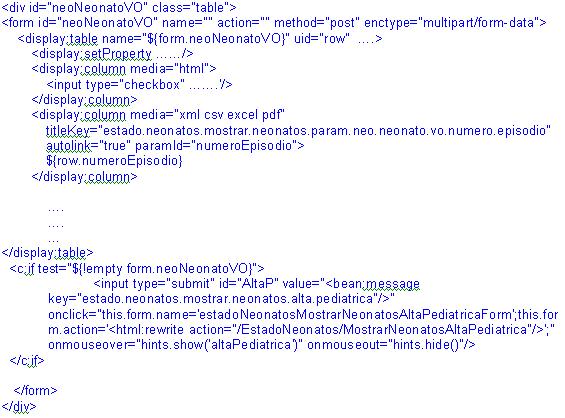 <div id="neoNeonatoVO" class="table">
<form id="neoNeonatoVO" name="" action="" method="post" enctype="multipart/form-data">
<display:table name="${form.neoNeonatoVO}" uid="row" ….>
<display:setProperty ……/>
<display:column media="html">
<input type="checkbox" ……."/>
</display:column>
<display:column media="xml csv excel pdf"
titleKey="estado.neonatos.mostrar.neonatos.param.neo.neonato.vo.numero.episodio"
autolink="true" paramId="numeroEpisodio">
${row.numeroEpisodio}
</display:column>
….
….
…
</display:table>
<c:if test="${!empty form.neoNeonatoVO}">
<input type="submit" id="AltaP" value="<bean:message
key="estado.neonatos.mostrar.neonatos.alta.pediatrica"/>"
onclick="this.form.name='estadoNeonatosMostrarNeonatosAltaPediatricaForm';this.for
m.action='<html:rewrite action="/EstadoNeonatos/MostrarNeonatosAltaPediatrica"/>';"
onmouseover="hints.show('altaPediatrica')" onmouseout="hints.hide()"/>
</c:if>
</form>
</div>